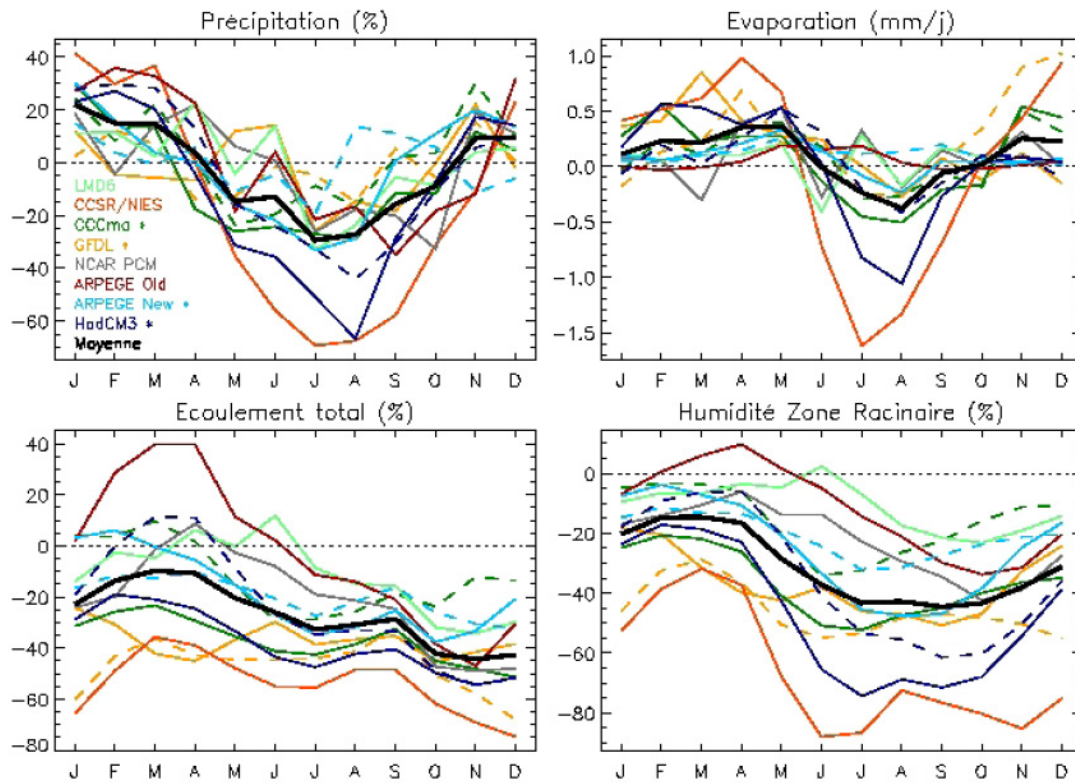 Précipitation (%)
40
20
0
-20
-40
-60
LMD6
CCSR/NIES
CCCma *
GFDL *
NCAR PCM
ARPEGE Old
ARPEGE New *
HadCM3 *
Moyenne
J F M A M J J A S O N D
Evaporation (mm/j)
1.0
0.5
0.0
-0.5
-1.0
-1.5
J F M A M J J A S O N D
Ecoulement total (%)
40
20
0
-20
-40
-60
-80
J F M A M J J A S O N D
Humidité Zone Racinaire (%)
0
-20
-40
-60
-80
J F M A M J J A S O N D